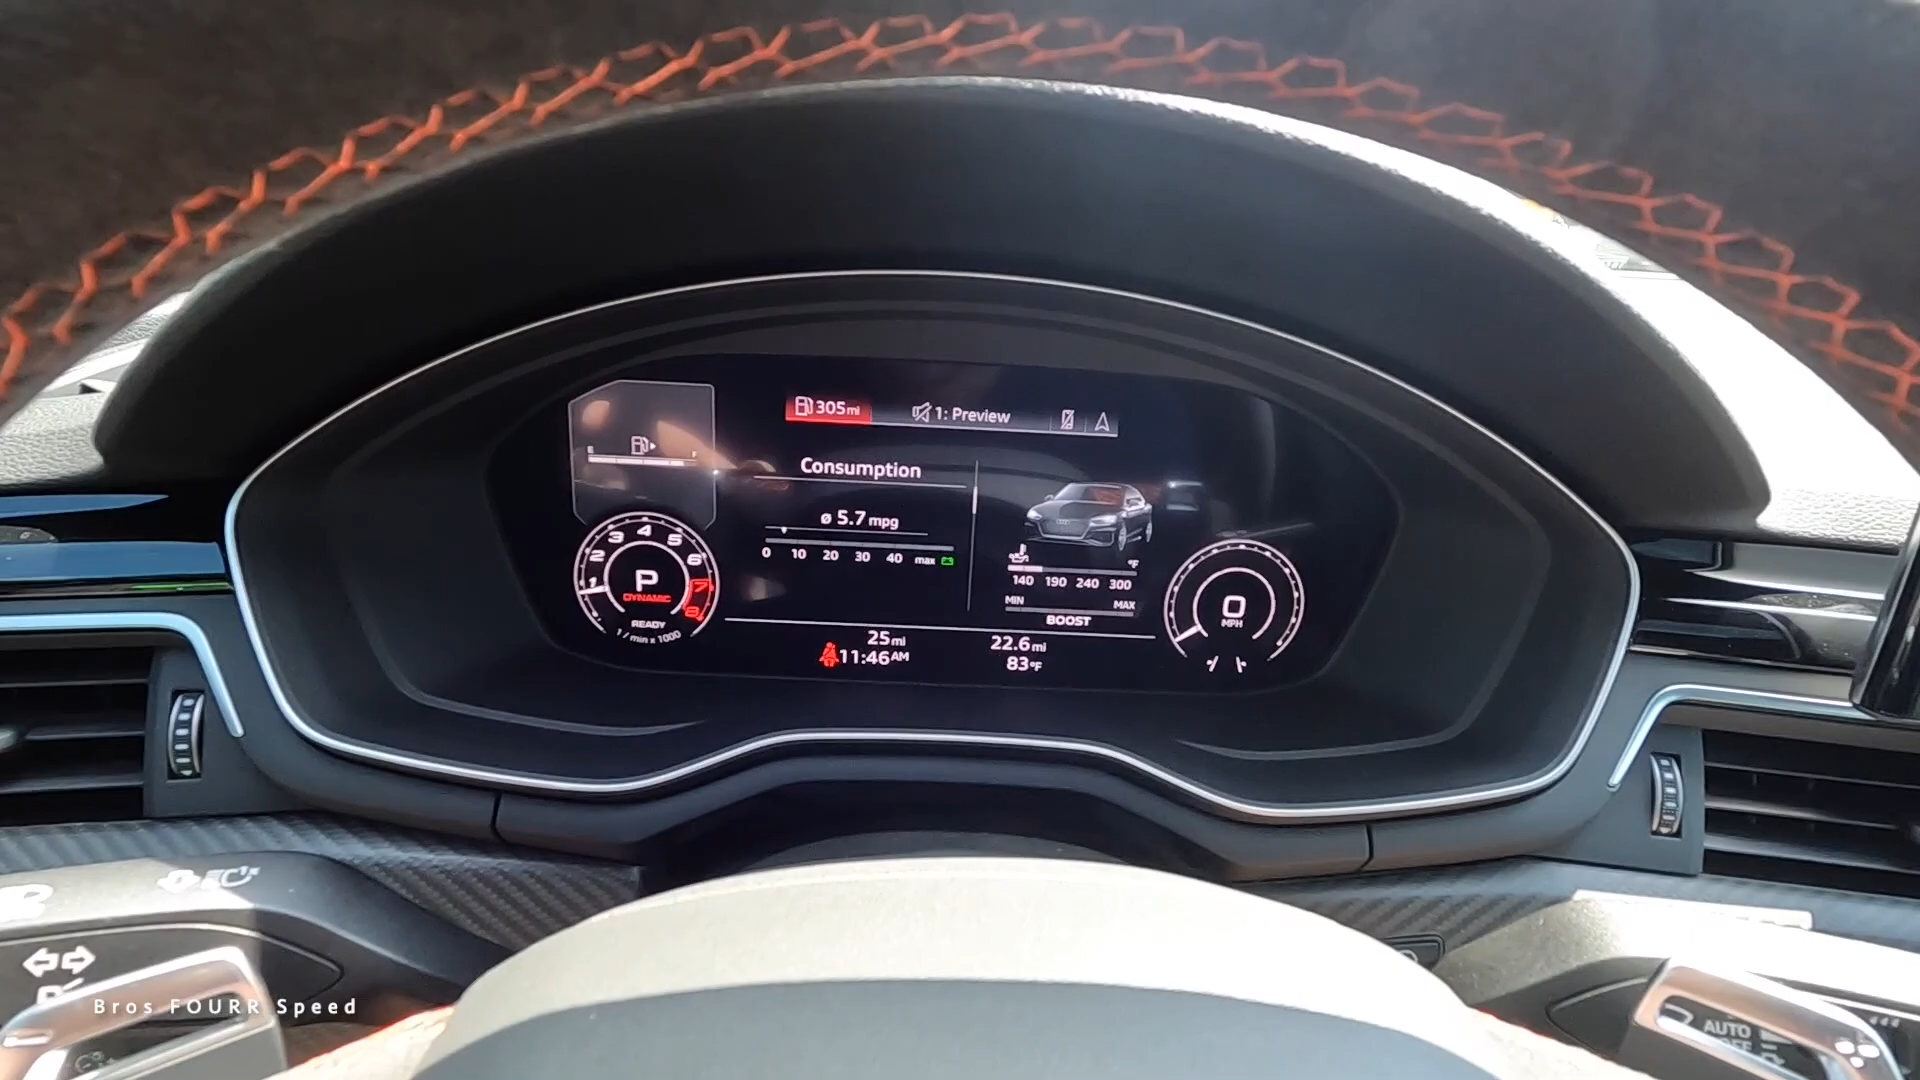 305mi
1: Preview
E F
Consumption
ø 5.7 mpg
0 10 20 30 40 max
°F
140 190 240 300
MIN MAX
BOOST
1 2 3 4 5 6 7 8
P
DYNAMIC
READY
1 / min x 1000
0
MPH
25mi
22.6mi
11:46AM
83°F
Bros FOURR Speed
AUTO